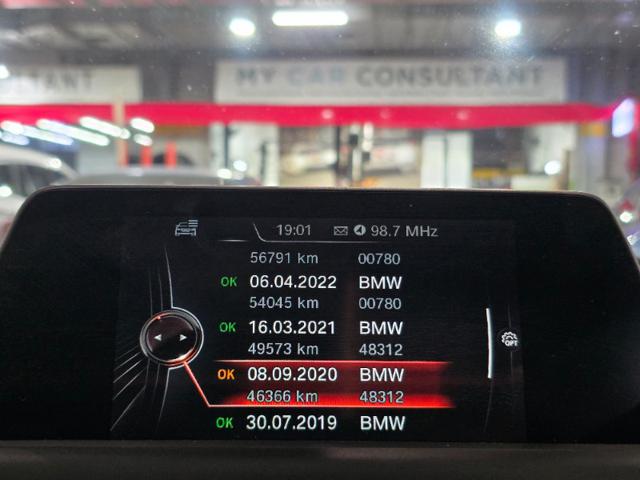 CONSULTANT
MY CAR CONSULTANT
19:01 98.7 MHz
56791 km 00780
OK 06.04.2022 BMW
54045 km 00780
OK 16.03.2021 BMW
49573 km 48312
OK 08.09.2020 BMW
46366 km 48312
OK 30.07.2019 BMW
OPT